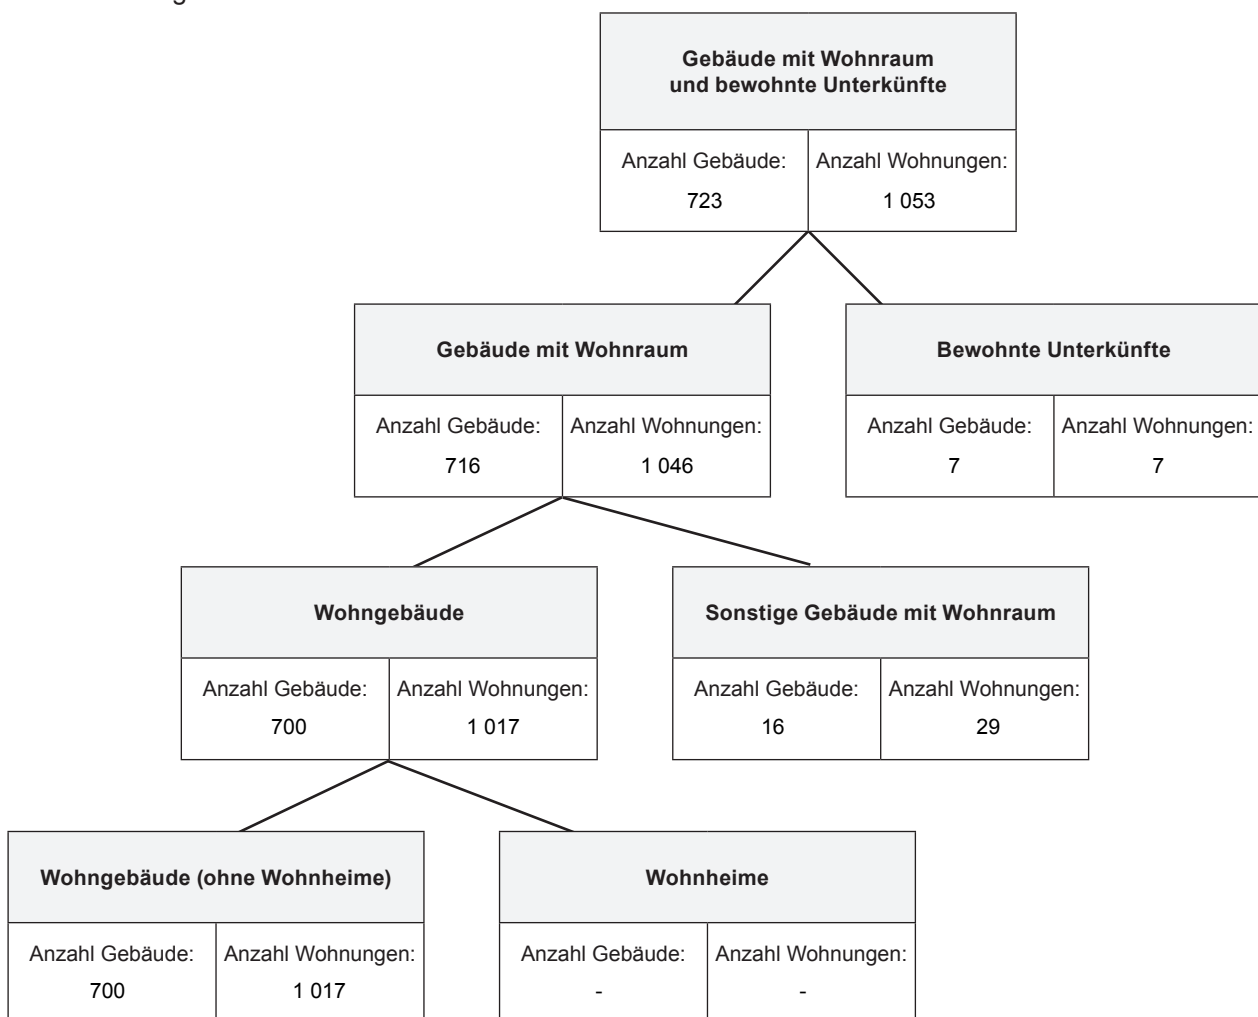 Gebäude mit Wohnraum
und bewohnte Unterkünfte
Anzahl Gebäude:
723
Anzahl Wohnungen:
1 053
Gebäude mit Wohnraum
Anzahl Gebäude:
716
Anzahl Wohnungen:
1 046
Bewohnte Unterkünfte
Anzahl Gebäude:
7
Anzahl Wohnungen:
7
Wohngebäude
Anzahl Gebäude:
700
Anzahl Wohnungen:
1 017
Sonstige Gebäude mit Wohnraum
Anzahl Gebäude:
16
Anzahl Wohnungen:
29
Wohngebäude (ohne Wohnheime)
Anzahl Gebäude:
700
Anzahl Wohnungen:
1 017
Wohnheime
Anzahl Gebäude:
-
Anzahl Wohnungen:
-